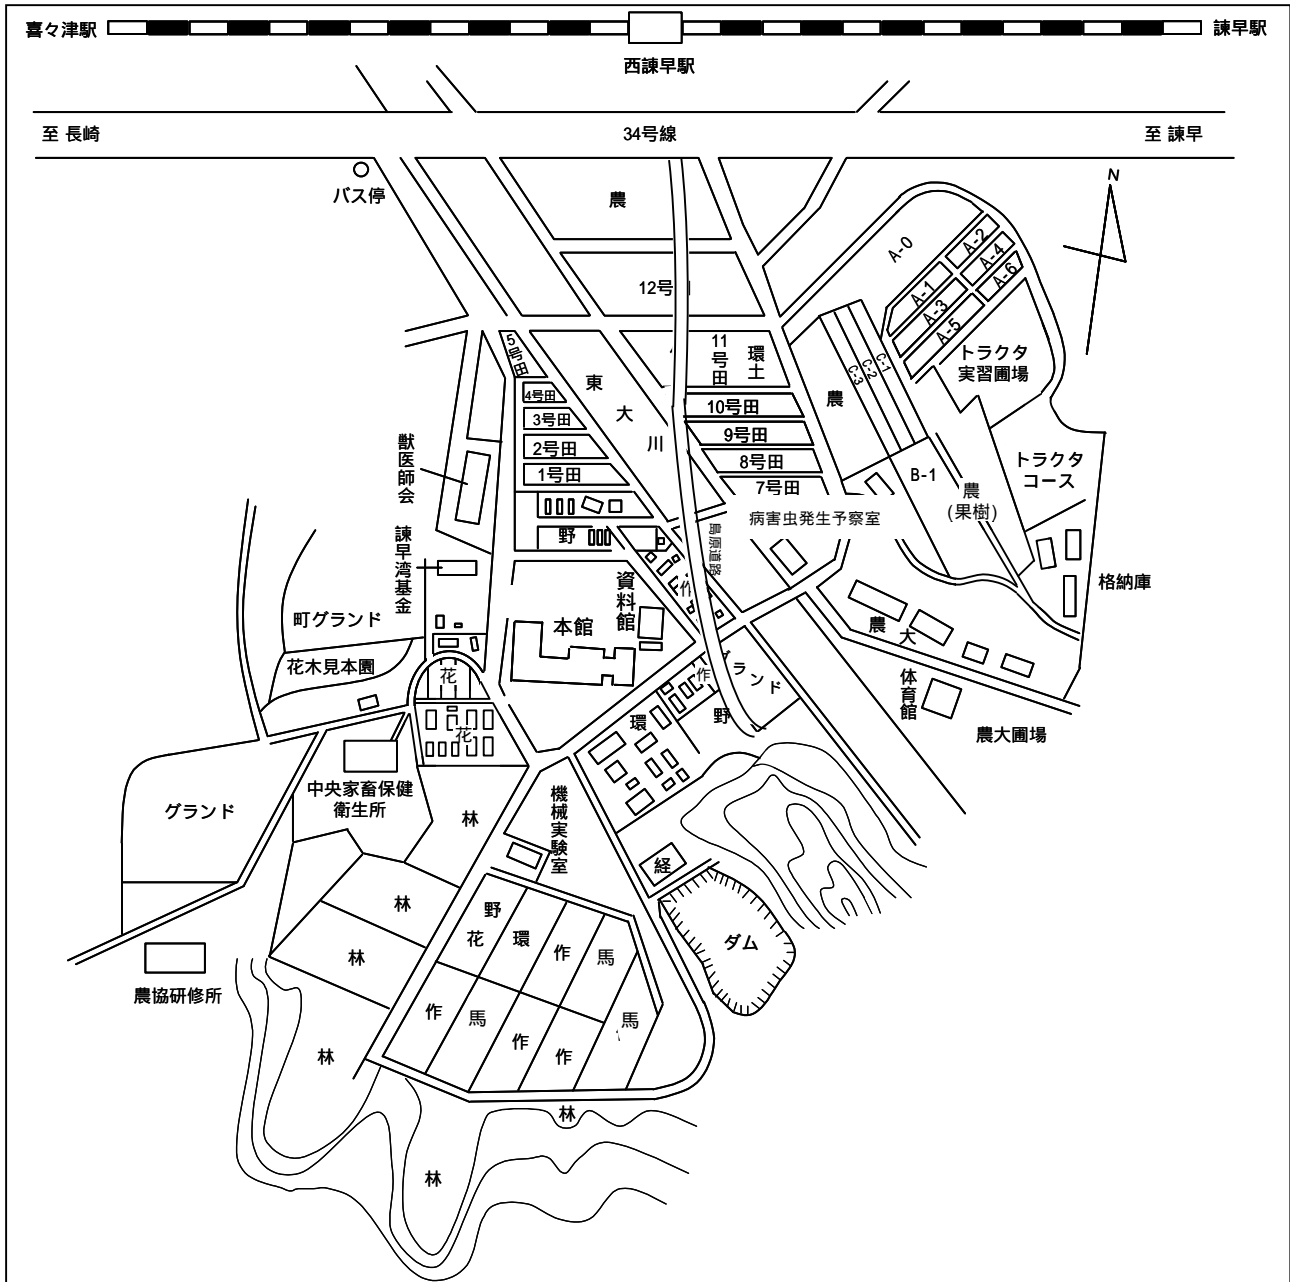 喜々津駅
諫早駅
西諫早駅
至 長崎
34号線
至 諫早
バス停
農
N
A-0
A-2
A-4
A-6
A-1
A-3
A-5
12号田
5号田
11号田
環土
C-1
C-2
C-3
トラクタ
実習圃場
東大川
4号田
3号田
2号田
1号田
10号田
9号田
8号田
7号田
農
獣医師会
B-1
農
(果樹)
トラクタ
コース
病害虫発生予察室
島原道路
野
諫早湾基金
資料館
作
格納庫
町グランド
本館
農大
花木見本園
花
作
グランド
体育館
環
野
花
農大圃場
中央家畜保健
衛生所
グランド
林
機械実験室
経
林
野
花
環
作
馬
ダム
林
農協研修所
作
馬
作
作
馬
林
林
林